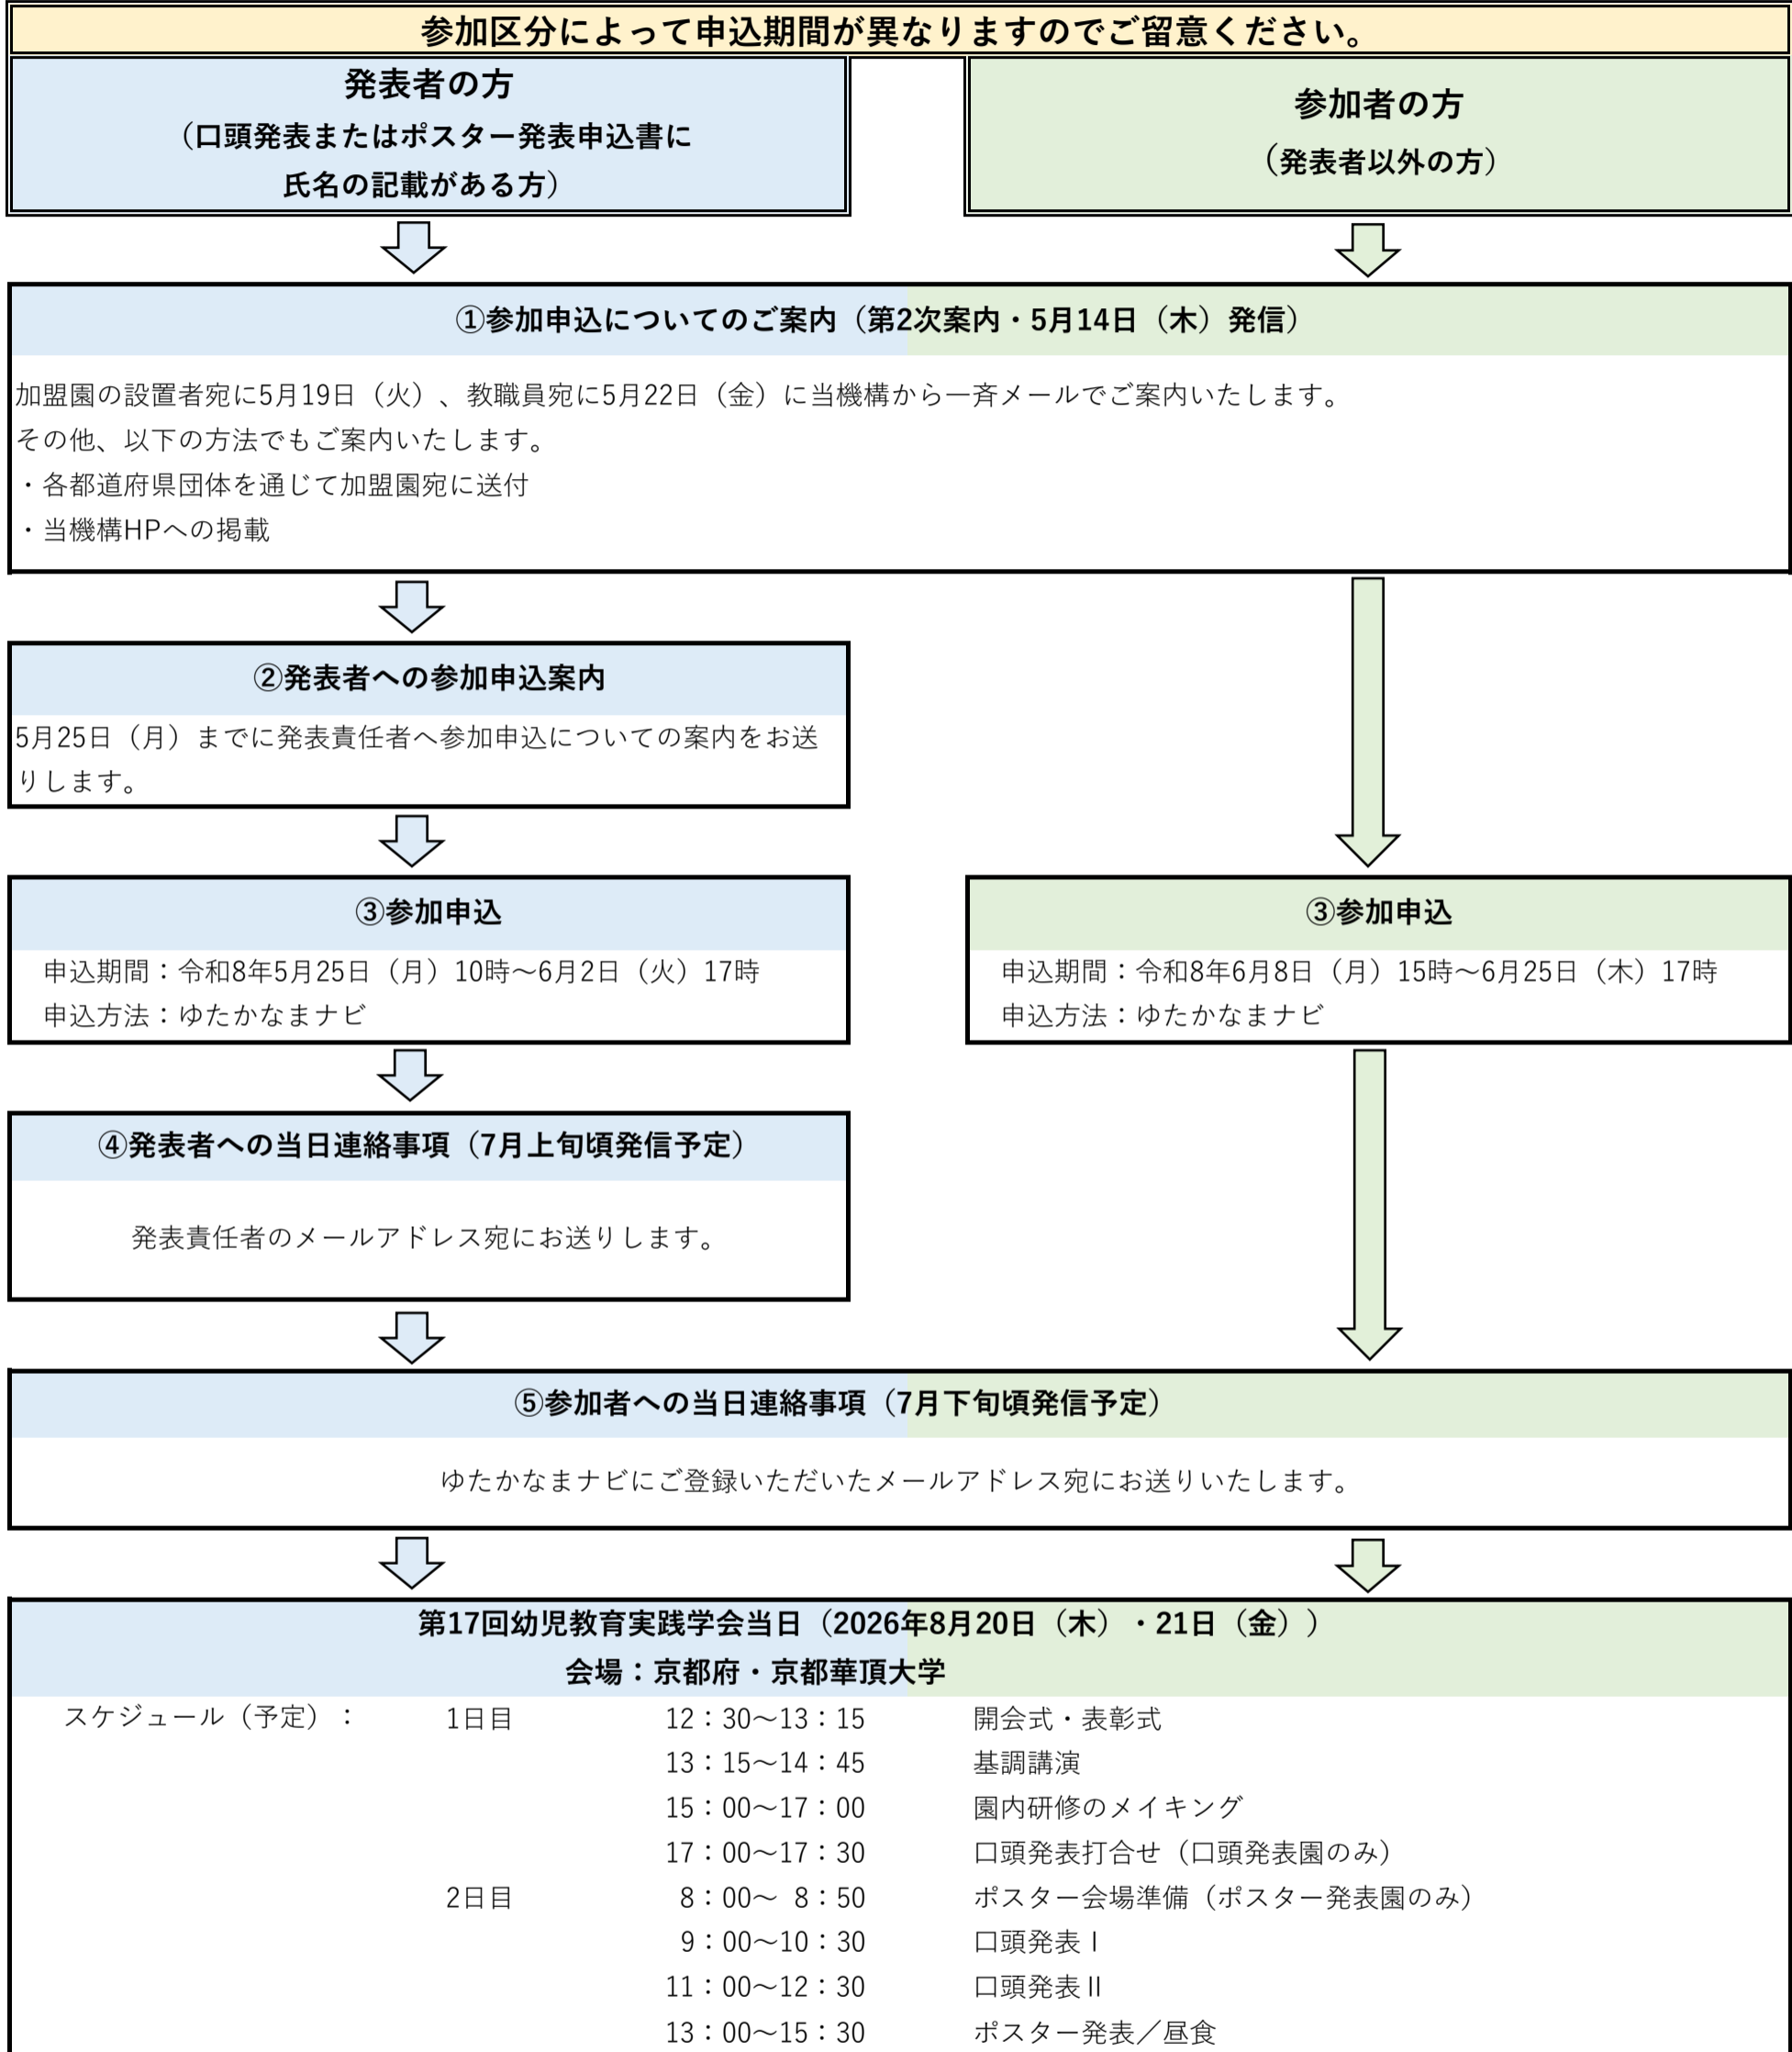 参加区分によって申込期間が異なりますのでご留意ください。
発表者の方
（口頭発表またはポスター発表申込書に
氏名の記載がある方）
参加者の方
（発表者以外の方）
①参加申込についてのご案内（第2次案内・5月14日（木）発信）
加盟園の設置者宛に5月19日（火）、教職員宛に5月22日（金）に当機構から一斉メールでご案内いたします。
その他、以下の方法でもご案内いたします。
・各都道府県団体を通じて加盟園宛に送付
・当機構HPへの掲載
②発表者への参加申込案内
5月25日（月）までに発表責任者へ参加申込についての案内をお送
りします。
③参加申込
申込期間：令和8年5月25日（月）10時～6月2日（火）17時
申込方法：ゆたかなまナビ
③参加申込
申込期間：令和8年6月8日（月）15時～6月25日（木）17時
申込方法：ゆたかなまナビ
④発表者への当日連絡事項（7月上旬頃発信予定）
発表責任者のメールアドレス宛にお送りします。
⑤参加者への当日連絡事項（7月下旬頃発信予定）
ゆたかなまナビにご登録いただいたメールアドレス宛にお送りいたします。
第17回幼児教育実践学会当日（2026年8月20日（木）・21日（金））
会場：京都府・京都華頂大学
スケジュール（予定）： 1日目 12：30～13：15 開会式・表彰式
13：15～14：45 基調講演
15：00～17：00 園内研修のメイキング
17：00～17：30 口頭発表打合せ（口頭発表園のみ）
2日目 8：00～ 8：50 ポスター会場準備（ポスター発表園のみ）
9：00～10：30 口頭発表Ⅰ
11：00～12：30 口頭発表Ⅱ
13：00～15：30 ポスター発表／昼食